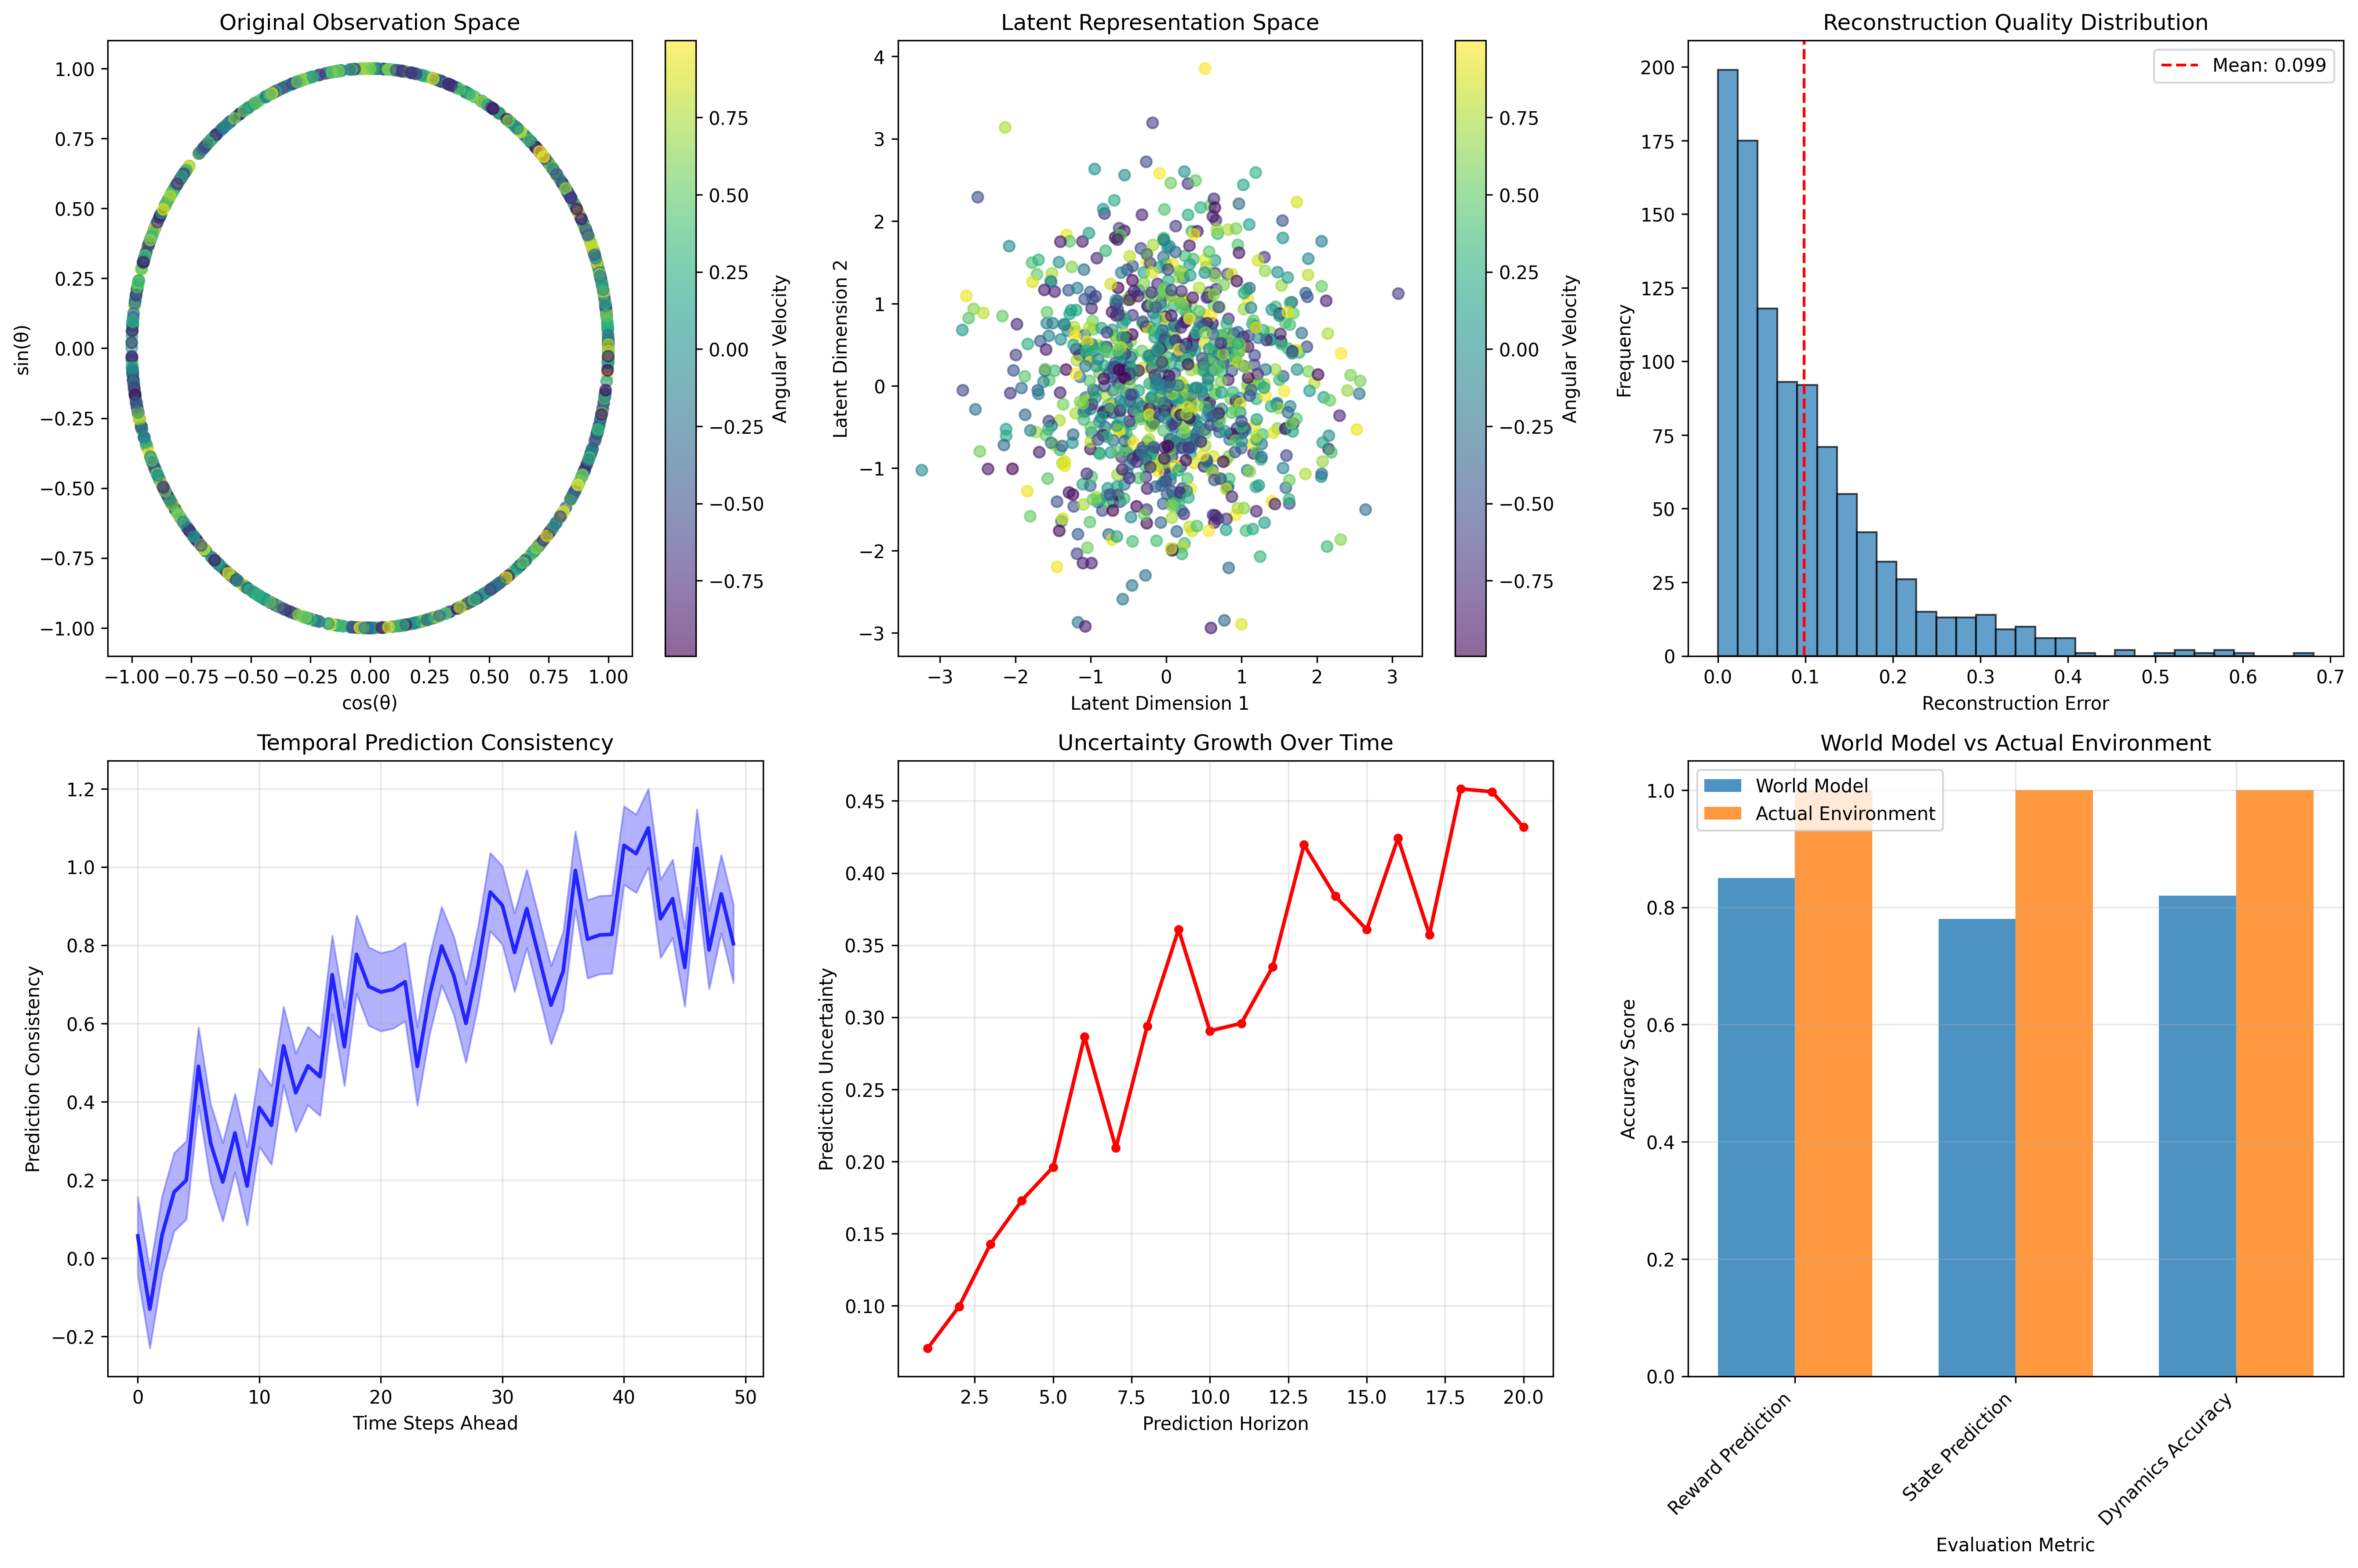 Original Observation Space
1.00
0.75
0.50
0.25
0.00
−0.25
−0.50
−0.75
−1.00
sin(θ)
−1.00 −0.75 −0.50 −0.25 0.00 0.25 0.50 0.75 1.00
cos(θ)
0.75
0.50
0.25
0.00
−0.25
−0.50
−0.75
Angular Velocity
Latent Representation Space
4
3
2
1
0
−1
−2
−3
Latent Dimension 2
−3 −2 −1 0 1 2 3
Latent Dimension 1
0.75
0.50
0.25
0.00
−0.25
−0.50
−0.75
Angular Velocity
Reconstruction Quality Distribution
Mean: 0.099
200
175
150
125
100
75
50
25
0
Frequency
0.0 0.1 0.2 0.3 0.4 0.5 0.6 0.7
Reconstruction Error
Temporal Prediction Consistency
1.2
1.0
0.8
0.6
0.4
0.2
0.0
−0.2
Prediction Consistency
0 10 20 30 40 50
Time Steps Ahead
Uncertainty Growth Over Time
0.45
0.40
0.35
0.30
0.25
0.20
0.15
0.10
Prediction Uncertainty
2.5 5.0 7.5 10.0 12.5 15.0 17.5 20.0
Prediction Horizon
World Model vs Actual Environment
World Model
Actual Environment
1.0
0.8
0.6
0.4
0.2
0.0
Accuracy Score
Reward Prediction
State Prediction
Dynamics Accuracy
Evaluation Metric